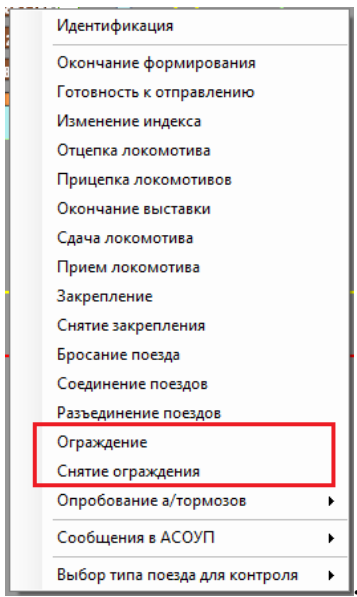 Идентификация
Окончание формирования
Готовность к отправлению
Изменение индекса
Отцепка локомотива
Прицепка локомотивов
Окончание выставки
Сдача локомотива
Прием локомотива
Закрепление
Снятие закрепления
Бросание поезда
Соединение поездов
Разъединение поездов
Ограждение
Снятие ограждения
Опробование а/тормозов
Сообщения в АСОУП
Выбор типа поезда для контроля